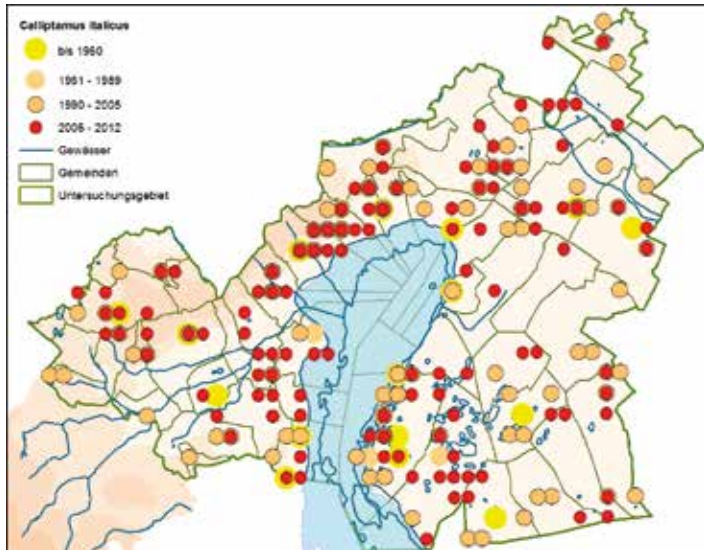 Calliptamus italicus
bis 1960
1961 - 1989
1990 - 2005
2006 - 2012
Gewässer
Gemeinden
Untersuchungsgebiet